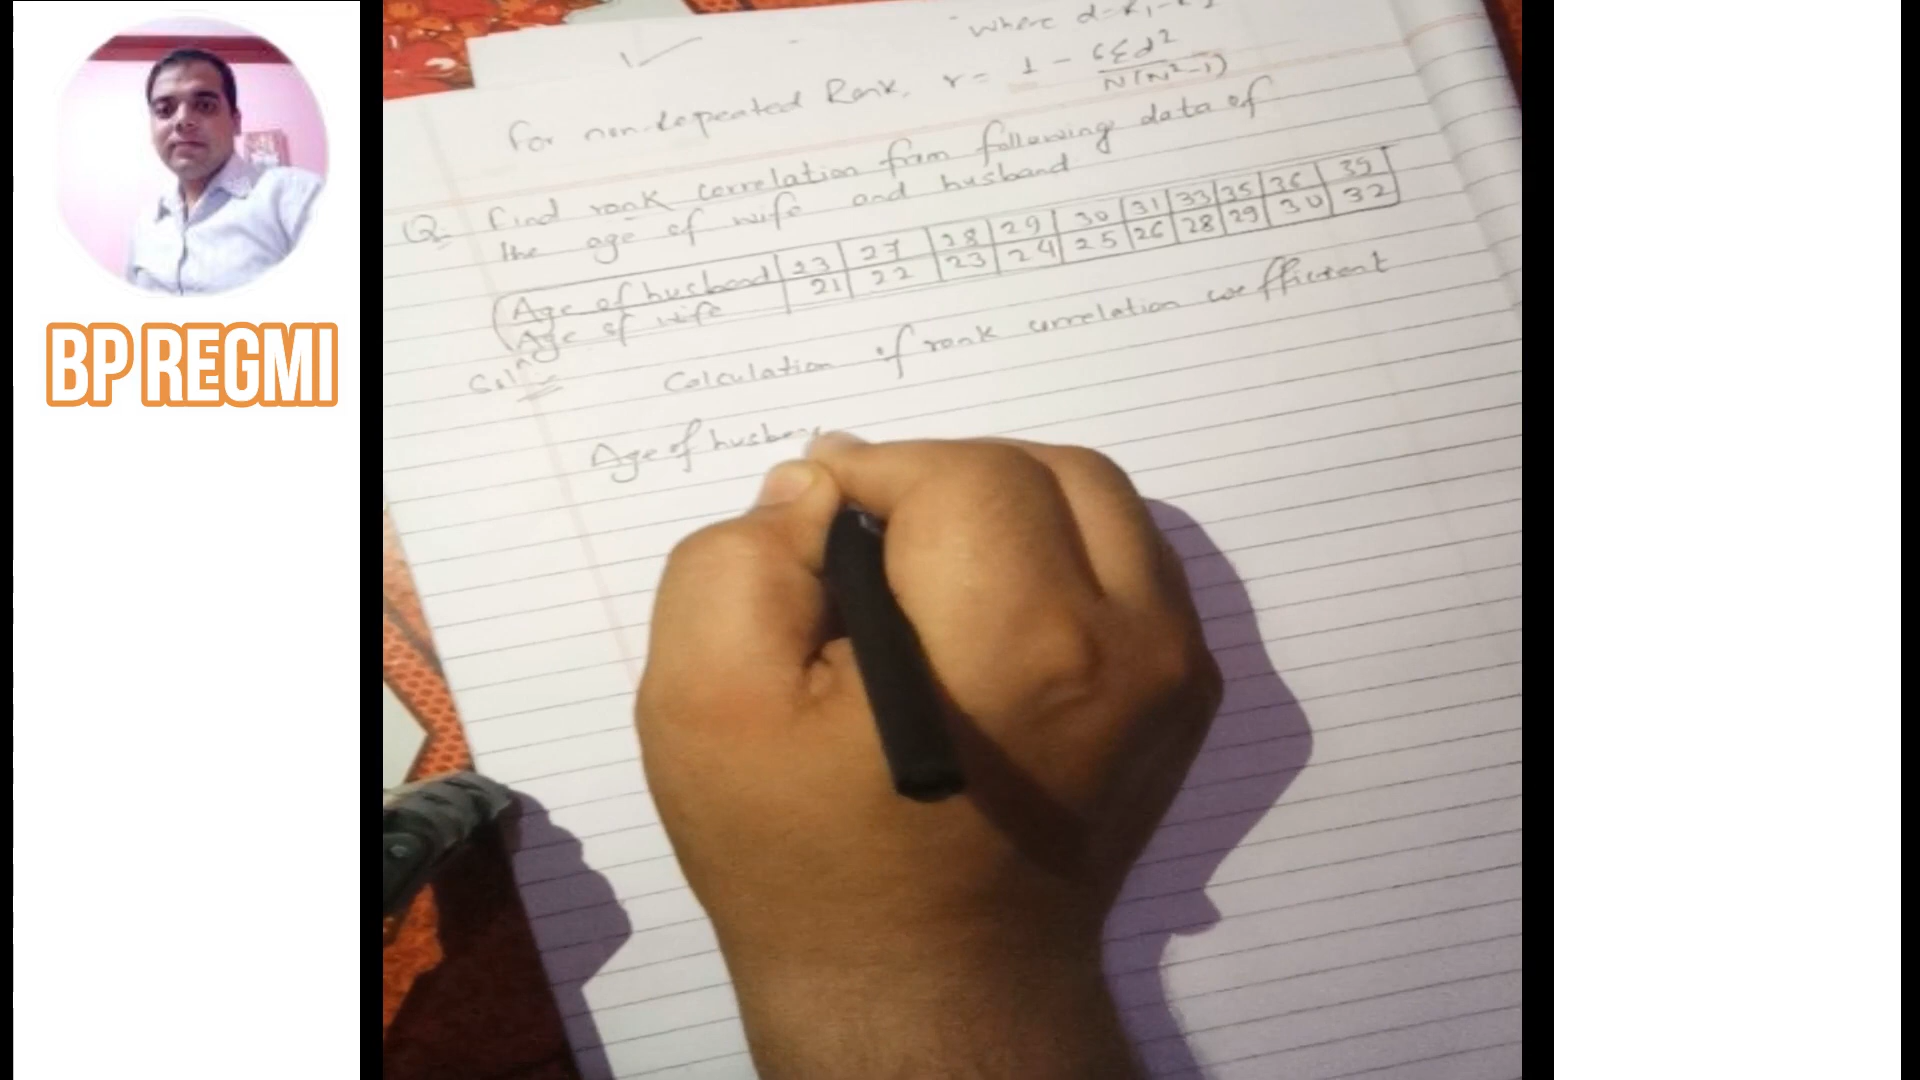 BP REGMI
Where d=R₁-R₂
For non-repeated Rank, r = 1 - 6Σd² / N(N²-1)
Q. Find rank correlation from following data of
the age of wife and husband
Age of husband 23 27 28 29 30 31 33 35 36 39
Age of wife 21 22 23 24 25 26 28 29 30 32
Solⁿ
Calculation of rank correlation coefficient
Age of husban